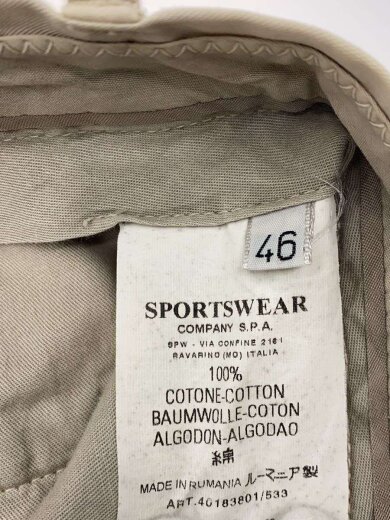 46
SPORTSWEAR
COMPANY S.P.A.
SPW - VIA CONFINE 2161
RAVARINO (MO) ITALIA
100%
COTONE-COTTON
BAUMWOLLE-COTON
ALGODON-ALGODAO
綿
MADE IN RUMANIA ルーマニア製
ART. 40183801/533